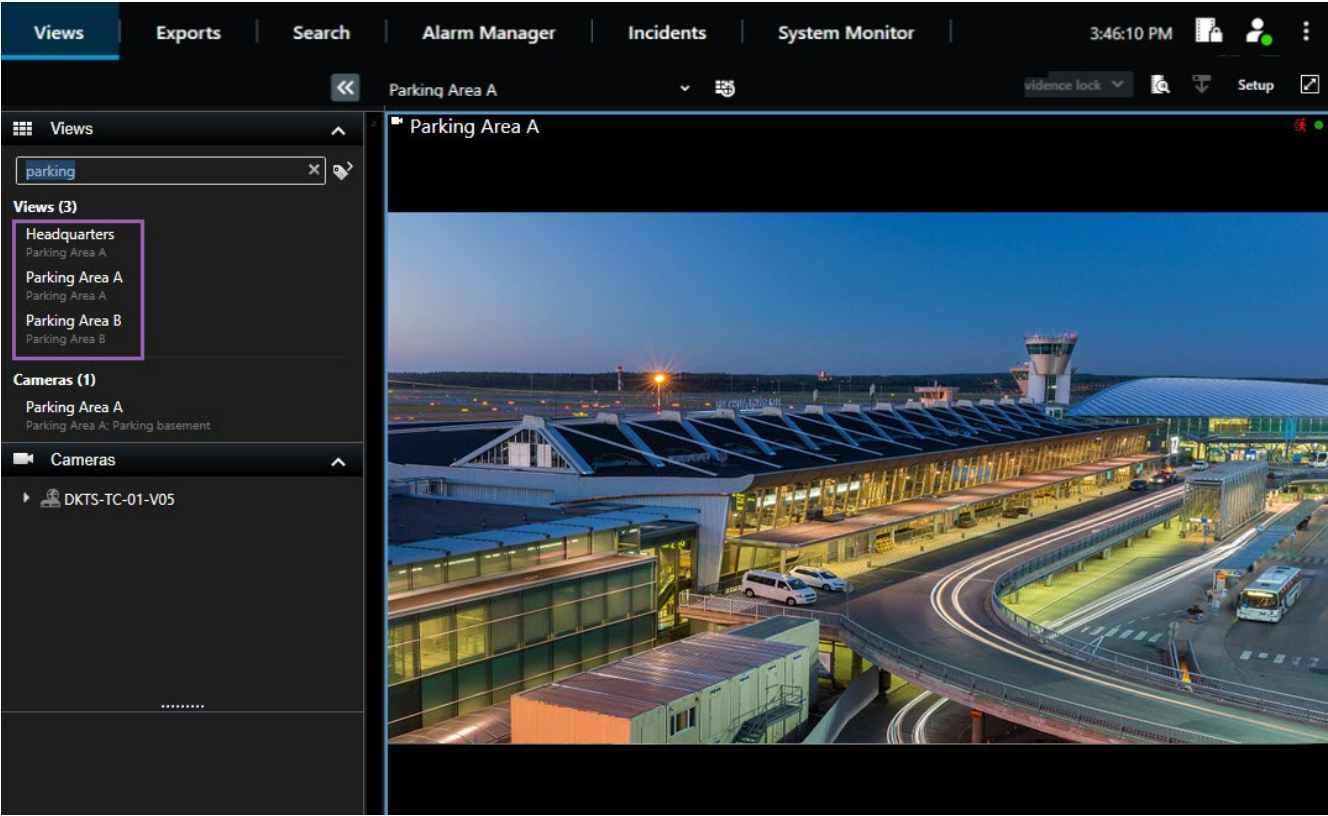 Views Exports Search Alarm Manager Incidents System Monitor 3:46:10 PM
Parking Area A vidence lock Setup
Views
parking
Views (3)
Headquarters
Parking Area A
Parking Area A
Parking Area A
Parking Area B
Parking Area B
Cameras (1)
Parking Area A
Parking Area A; Parking basement
Cameras
DKTS-TC-01-V05
Parking Area A